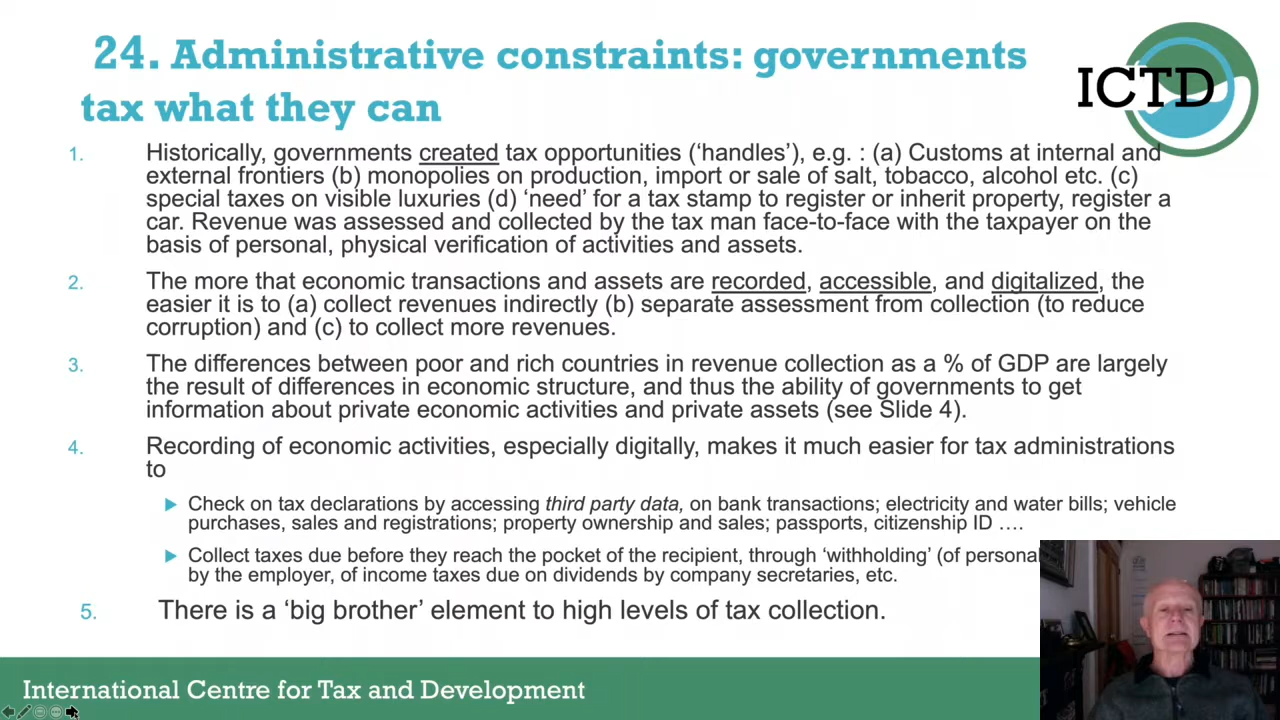 24. Administrative constraints: governments
tax what they can
ICTD
1. Historically, governments created tax opportunities (‘handles’), e.g. : (a) Customs at internal and
external frontiers (b) monopolies on production, import or sale of salt, tobacco, alcohol etc. (c)
special taxes on visible luxuries (d) ‘need’ for a tax stamp to register or inherit property, register a
car. Revenue was assessed and collected by the tax man face-to-face with the taxpayer on the
basis of personal, physical verification of activities and assets.
2. The more that economic transactions and assets are recorded, accessible, and digitalized, the
easier it is to (a) collect revenues indirectly (b) separate assessment from collection (to reduce
corruption) and (c) to collect more revenues.
3. The differences between poor and rich countries in revenue collection as a % of GDP are largely
the result of differences in economic structure, and thus the ability of governments to get
information about private economic activities and private assets (see Slide 4).
4. Recording of economic activities, especially digitally, makes it much easier for tax administrations
to
Check on tax declarations by accessing third party data, on bank transactions; electricity and water bills; vehicle
purchases, sales and registrations; property ownership and sales; passports, citizenship ID ….
Collect taxes due before they reach the pocket of the recipient, through ‘withholding’ (of personal
by the employer, of income taxes due on dividends by company secretaries, etc.
5. There is a ‘big brother’ element to high levels of tax collection.
International Centre for Tax and Development